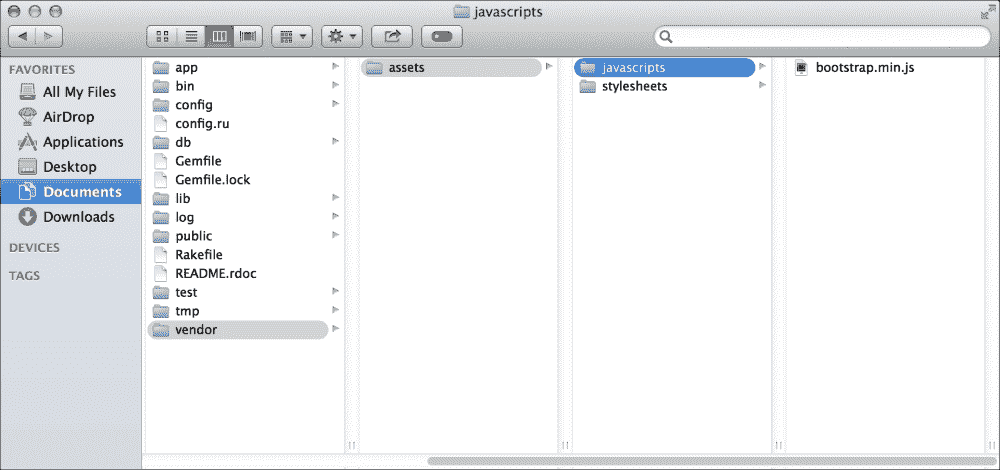 javascripts
FAVORITES
All My Files
AirDrop
Applications
Desktop
Documents
Downloads
DEVICES
TAGS
app
bin
config
config.ru
db
Gemfile
Gemfile.lock
lib
log
public
Rakefile
README.rdoc
test
tmp
vendor
assets
javascripts
stylesheets
bootstrap.min.js